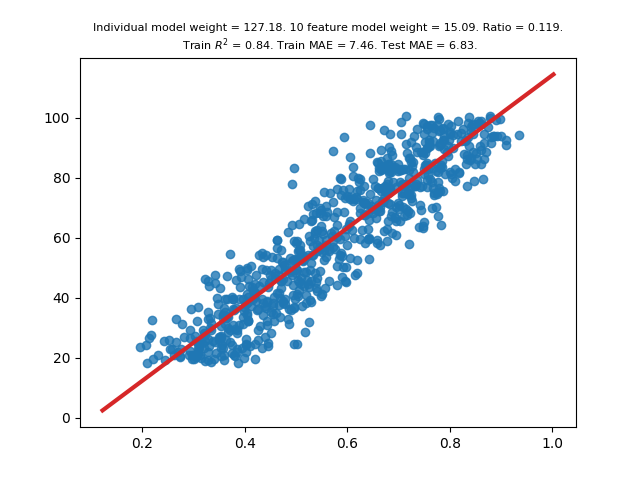 Individual model weight = 127.18. 10 feature model weight = 15.09. Ratio = 0.119.
Train R² = 0.84. Train MAE = 7.46. Test MAE = 6.83.
100
80
60
40
20
0
0.2 0.4 0.6 0.8 1.0